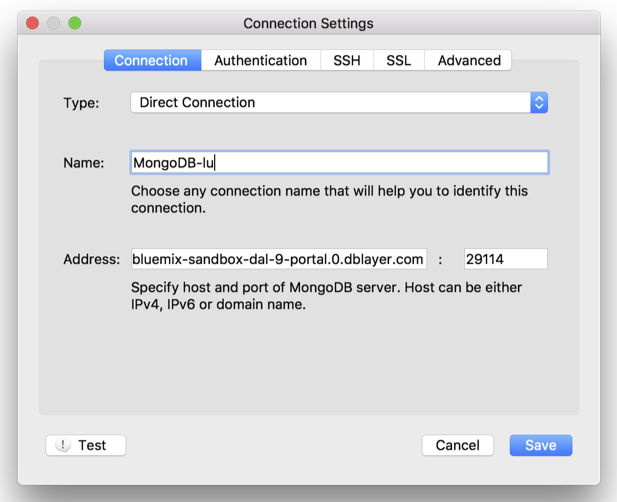 Connection Settings
Connection Authentication SSH SSL Advanced
Type: Direct Connection
Name: MongoDB-lu
Choose any connection name that will help you to identify this
connection.
Address: bluemix-sandbox-dal-9-portal.0.dblayer.com : 29114
Specify host and port of MongoDB server. Host can be either
IPv4, IPv6 or domain name.
! Test Cancel Save